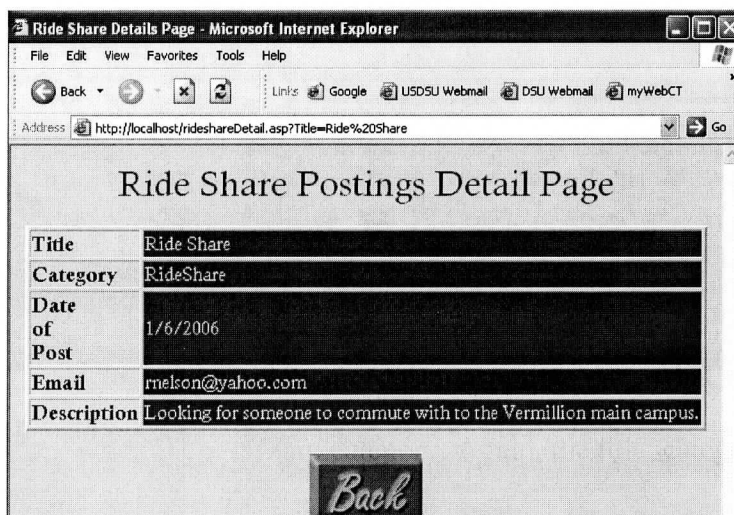 Ride Share Details Page - Microsoft Internet Explorer
File Edit View Favorites Tools Help
Back Links Google USDSU Webmail DSU Webmail myWebCT
Address http://localhost/rideshareDetail.asp?Title=Ride%20Share Go
Ride Share Postings Detail Page
Title Ride Share
Category RideShare
Date
of 1/6/2006
Post
Email rnelson@yahoo.com
Description Looking for someone to commute with to the Vermillion main campus.
Back